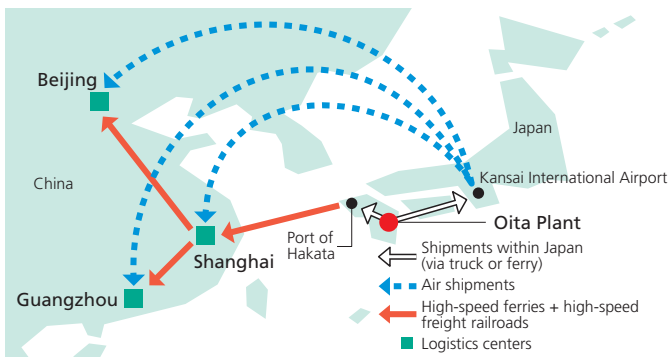 Beijing
Japan
China
Kansai International Airport
Oita Plant
Port of
Hakata
Shanghai
Guangzhou
Shipments within Japan
(via truck or ferry)
Air shipments
High-speed ferries + high-speed
freight railroads
Logistics centers